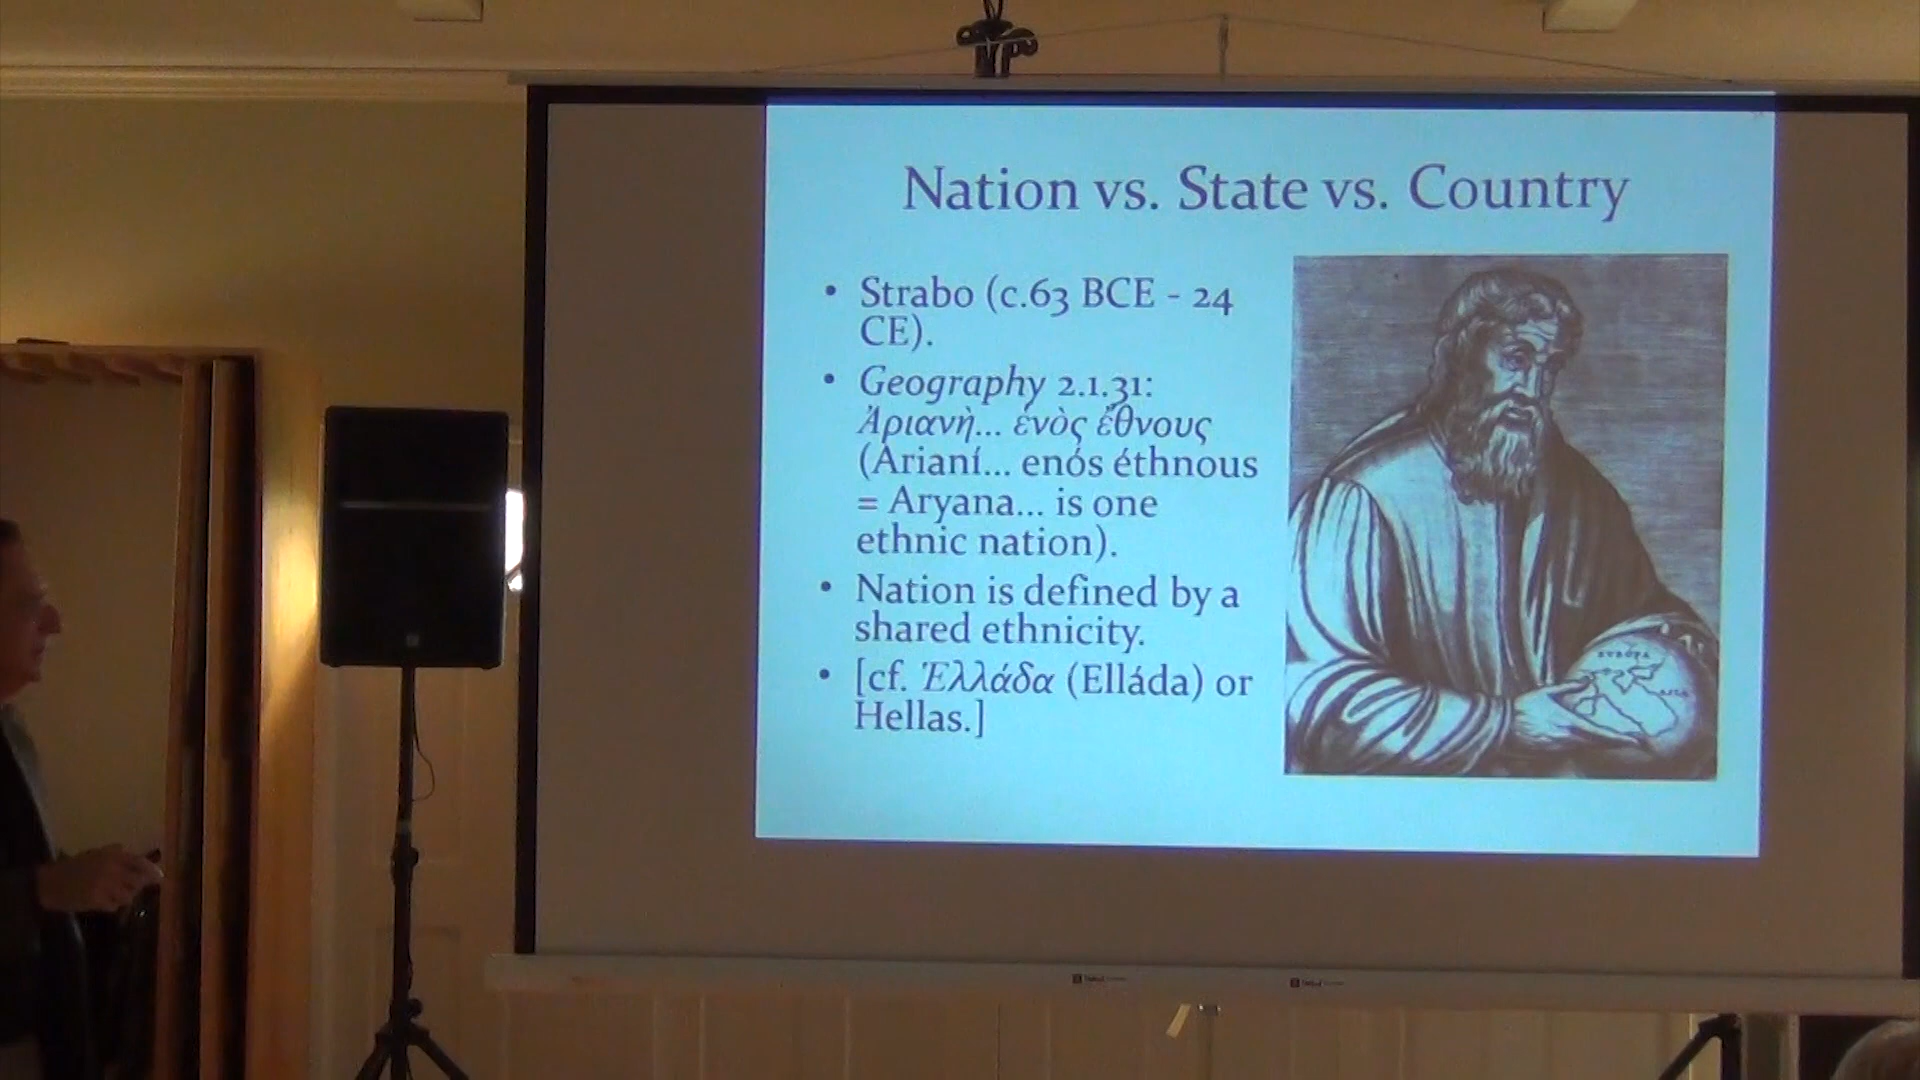 Nation vs. State vs. Country
• Strabo (c.63 BCE - 24
CE).
• Geography 2.1.31:
Ἀριανὴ... ἑνὸς ἔθνους
(Arianí... enós éthnous
= Aryana... is one
ethnic nation).
• Nation is defined by a
shared ethnicity.
• [cf. Ἑλλάδα (Elláda) or
Hellas.]
EVROPA